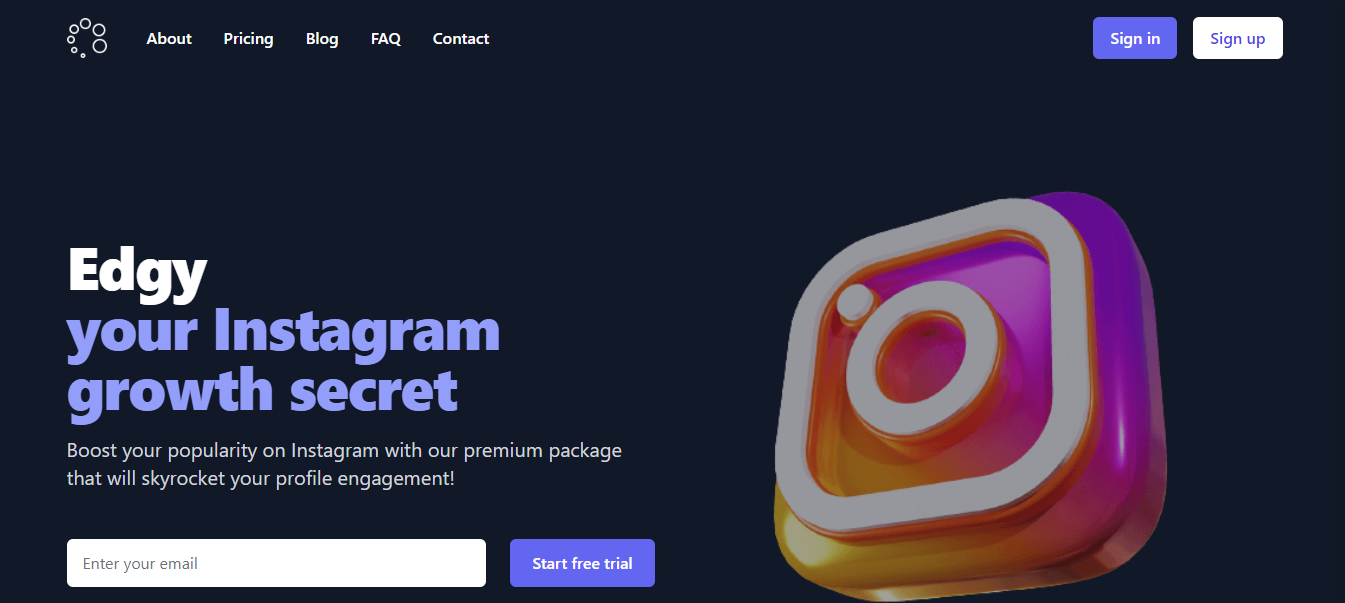 About Pricing Blog FAQ Contact Sign in Sign up
Edgy
your Instagram
growth secret
Boost your popularity on Instagram with our premium package
that will skyrocket your profile engagement!
Enter your email Start free trial